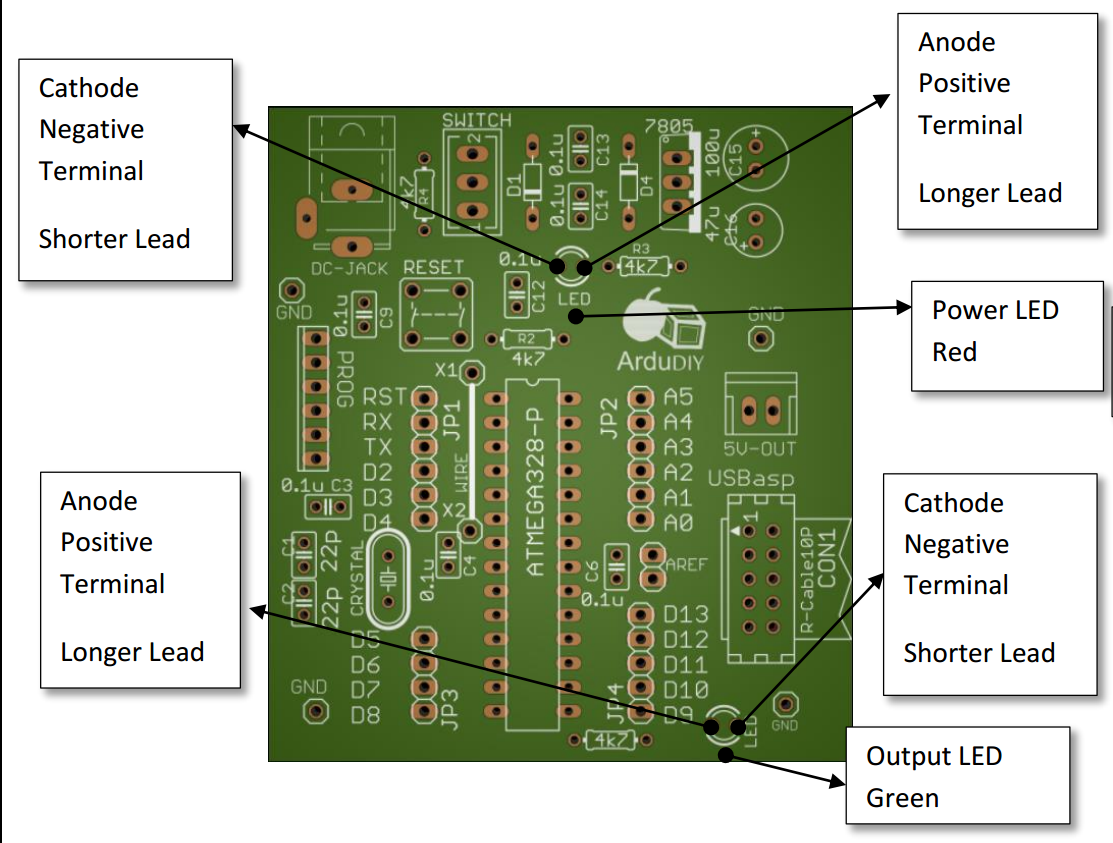 Cathode
Negative
Terminal
Shorter Lead
Anode
Positive
Terminal
Longer Lead
SWITCH
2
7805
0.1u
C13
0.1u
C14
D1
D4
100u
C15
+
47u
C16
+
4k7
R4
DC-JACK
RESET
0.1u
C12
LED
R3
4k7
Power LED
Red
GND
0.1u
C9
R2
4k7
ArduDIY
GND
PROG
X1
RST
RX
TX
D2
D3
D4
JP1
WIRE
X2
ATMEGA328-P
JP2
A5
A4
A3
A2
A1
A0
5V-OUT
USBasp
1
R-Cable10P
CON1
0.1u C3
C1
22p
C2
22p
CRYSTAL
0.1u
C4
C6
0.1u
AREF
Anode
Positive
Terminal
Longer Lead
Cathode
Negative
Terminal
Shorter Lead
D5
D6
D7
D8
JP3
GND
D13
D12
D11
D10
D9
JP4
4k7
LED
GND
Output LED
Green